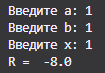 Введите a: 1
Введите b: 1
Введите x: 1
R =  -8.0